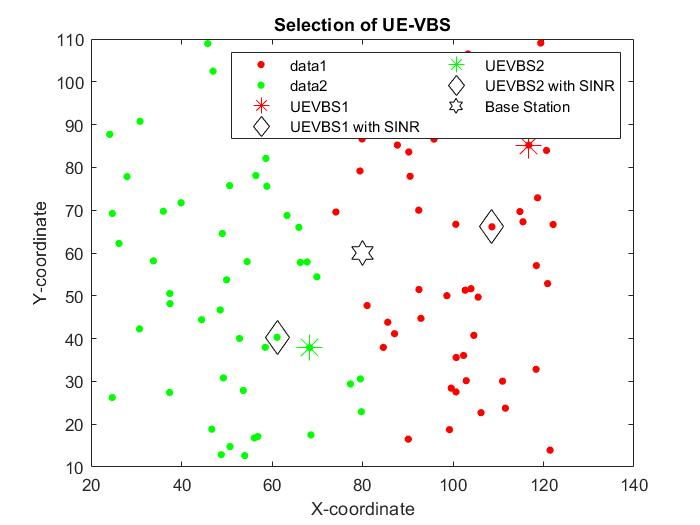 Selection of UE-VBS
data1
data2
UEVBS1
UEVBS1 with SINR
UEVBS2
UEVBS2 with SINR
Base Station
Y-coordinate
110
100
90
80
70
60
50
40
30
20
10
20 40 60 80 100 120 140
X-coordinate